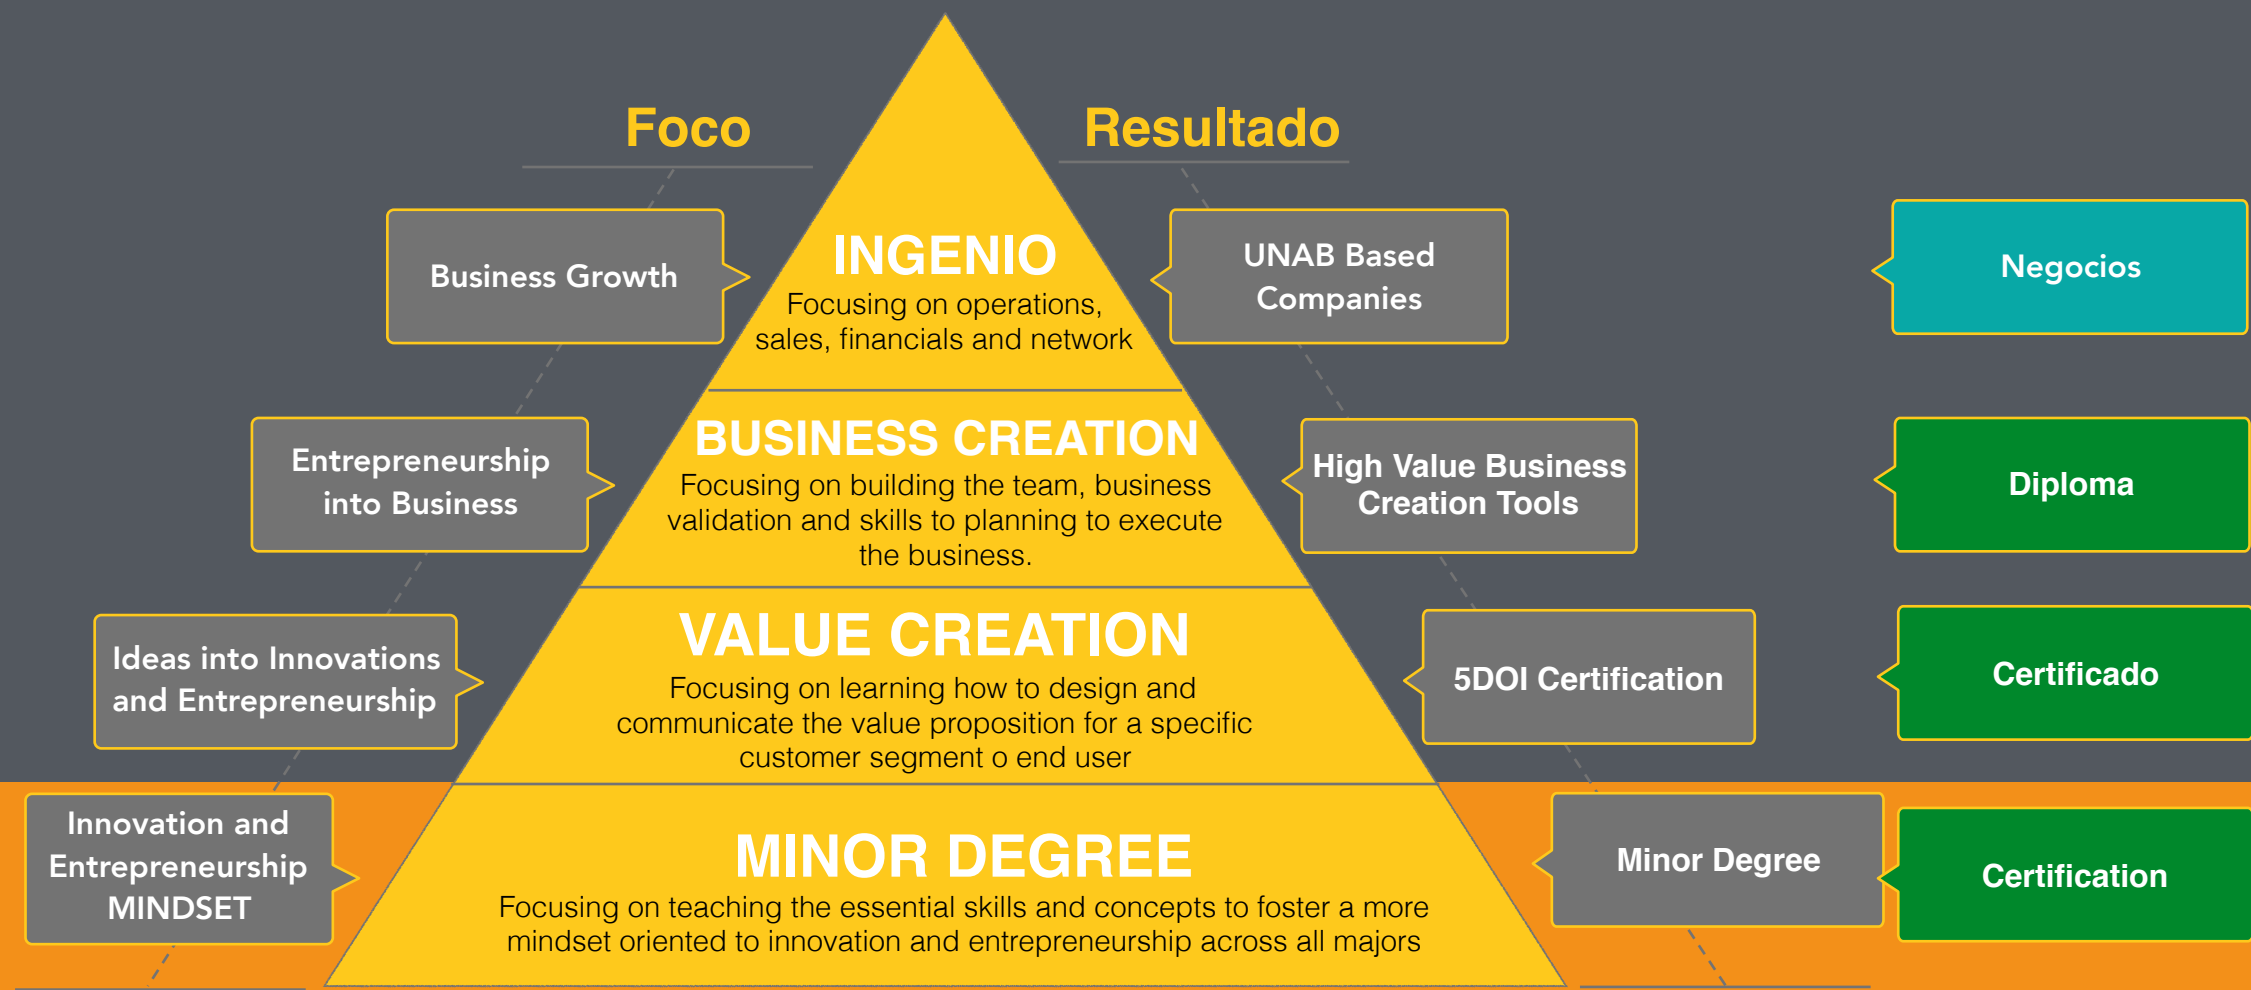 Foco
Resultado
Business Growth
INGENIO
Focusing on operations,
sales, financials and network
UNAB Based
Companies
Negocios
Entrepreneurship
into Business
BUSINESS CREATION
Focusing on building the team, business
validation and skills to planning to execute
the business.
High Value Business
Creation Tools
Diploma
Ideas into Innovations
and Entrepreneurship
VALUE CREATION
Focusing on learning how to design and
communicate the value proposition for a specific
customer segment o end user
5DOI Certification
Certificado
Innovation and
Entrepreneurship
MINDSET
MINOR DEGREE
Focusing on teaching the essential skills and concepts to foster a more
mindset oriented to innovation and entrepreneurship across all majors
Minor Degree
Certification